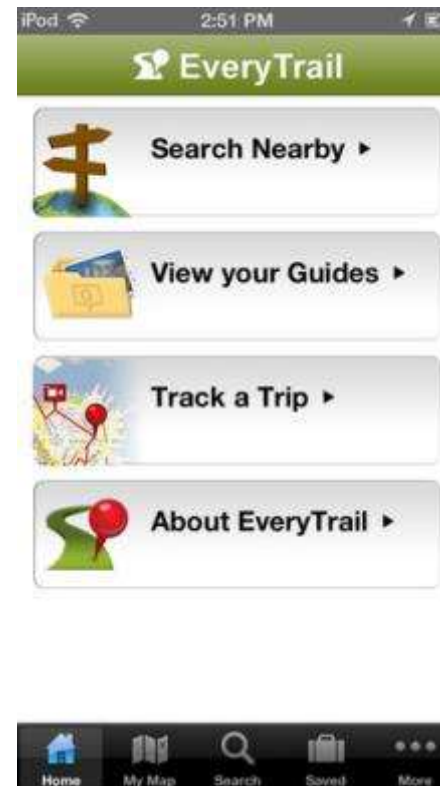 iPod 2:51 PM
EveryTrail
Search Nearby
View your Guides
Track a Trip
About EveryTrail
Home My Map Search Saved More